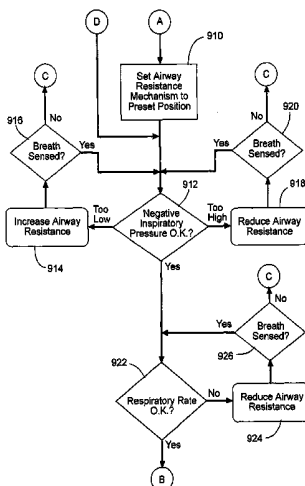 D
A
910
Set Airway
Resistance
Mechanism to
Preset Position
C
C
916
No
No
920
Breath
Sensed?
Yes
Yes
Breath
Sensed?
912
918
Increase Airway
Resistance
Too
Low
Negative
Inspiratory
Pressure O.K.?
Too
High
Reduce Airway
Resistance
914
Yes
C
No
Yes
Breath
Sensed?
922
926
Respiratory Rate
O.K.?
No
Reduce Airway
Resistance
Yes
924
B